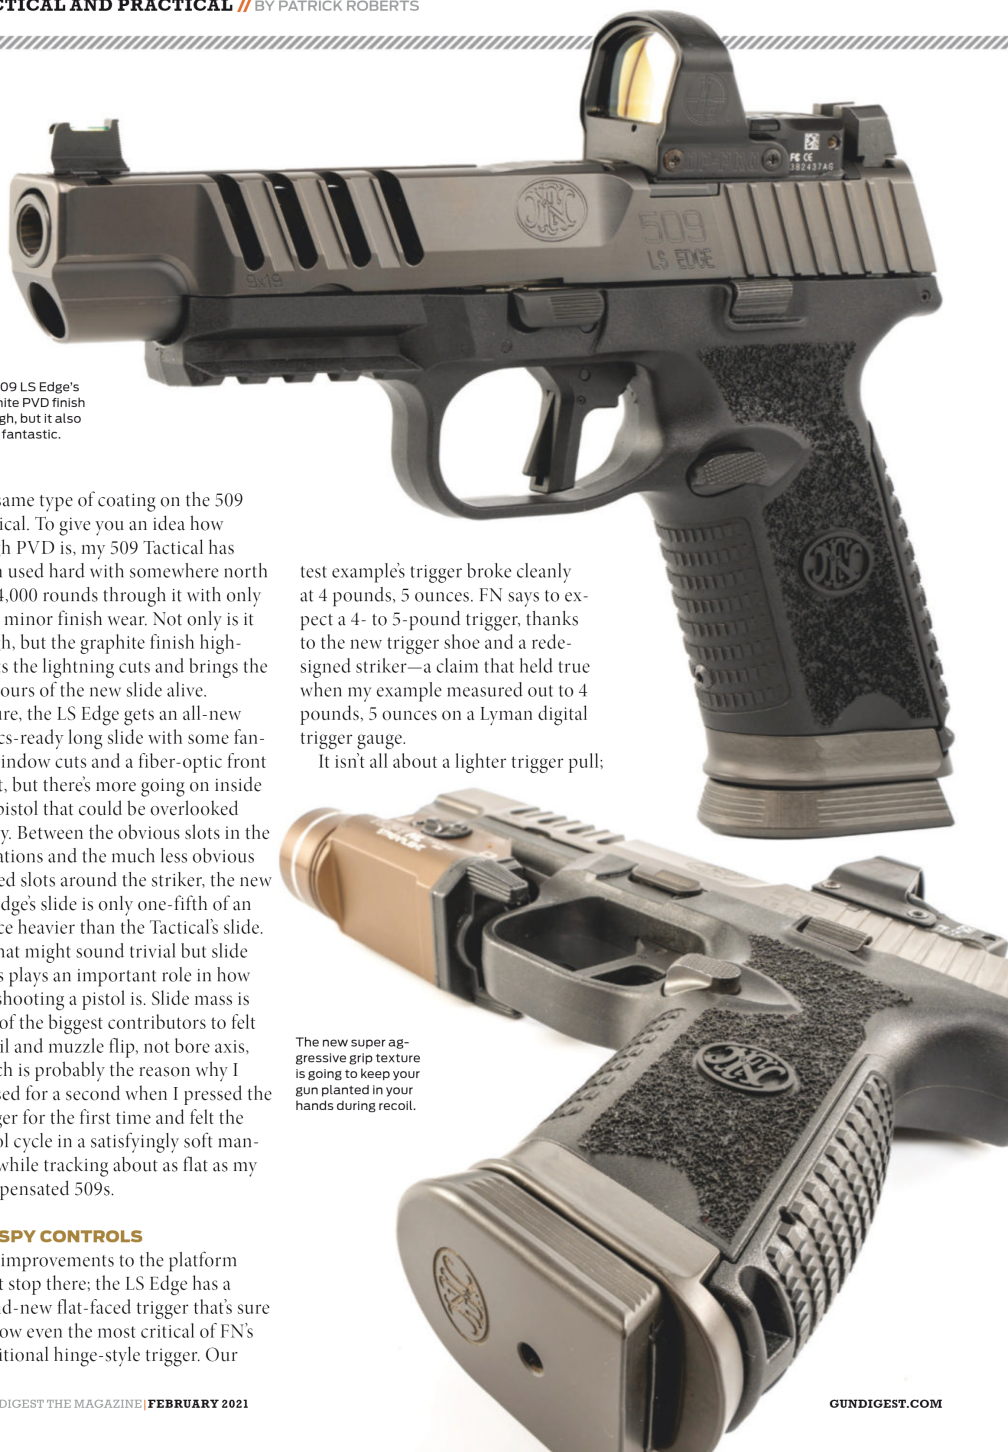 CTICAL AND PRACTICAL // BY PATRICK ROBERTS
9x19
509
LS EDGE
FC CE
382437AG
FN
09 LS Edge's
hite PVD finish
gh, but it also
fantastic.
same type of coating on the 509
ical. To give you an idea how
gh PVD is, my 509 Tactical has
n used hard with somewhere north
4,000 rounds through it with only
minor finish wear. Not only is it
gh, but the graphite finish high-
ts the lightning cuts and brings the
ours of the new slide alive.
ure, the LS Edge gets an all-new
cs-ready long slide with some fan-
indow cuts and a fiber-optic front
t, but there's more going on inside
pistol that could be overlooked
y. Between the obvious slots in the
ations and the much less obvious
ed slots around the striker, the new
dge's slide is only one-fifth of an
ce heavier than the Tactical's slide.
hat might sound trivial but slide
s plays an important role in how
shooting a pistol is. Slide mass is
of the biggest contributors to felt
il and muzzle flip, not bore axis,
ch is probably the reason why I
sed for a second when I pressed the
ger for the first time and felt the
ol cycle in a satisfyingly soft man-
while tracking about as flat as my
pensated 509s.
SPY CONTROLS
improvements to the platform
t stop there; the LS Edge has a
nd-new flat-faced trigger that's sure
ow even the most critical of FN's
itional hinge-style trigger. Our
test example's trigger broke cleanly
at 4 pounds, 5 ounces. FN says to ex-
pect a 4- to 5-pound trigger, thanks
to the new trigger shoe and a rede-
signed striker—a claim that held true
when my example measured out to 4
pounds, 5 ounces on a Lyman digital
trigger gauge.
It isn't all about a lighter trigger pull;
The new super ag-
gressive grip texture
is going to keep your
gun planted in your
hands during recoil.
DIGEST THE MAGAZINE | FEBRUARY 2021
GUNDIGEST.COM